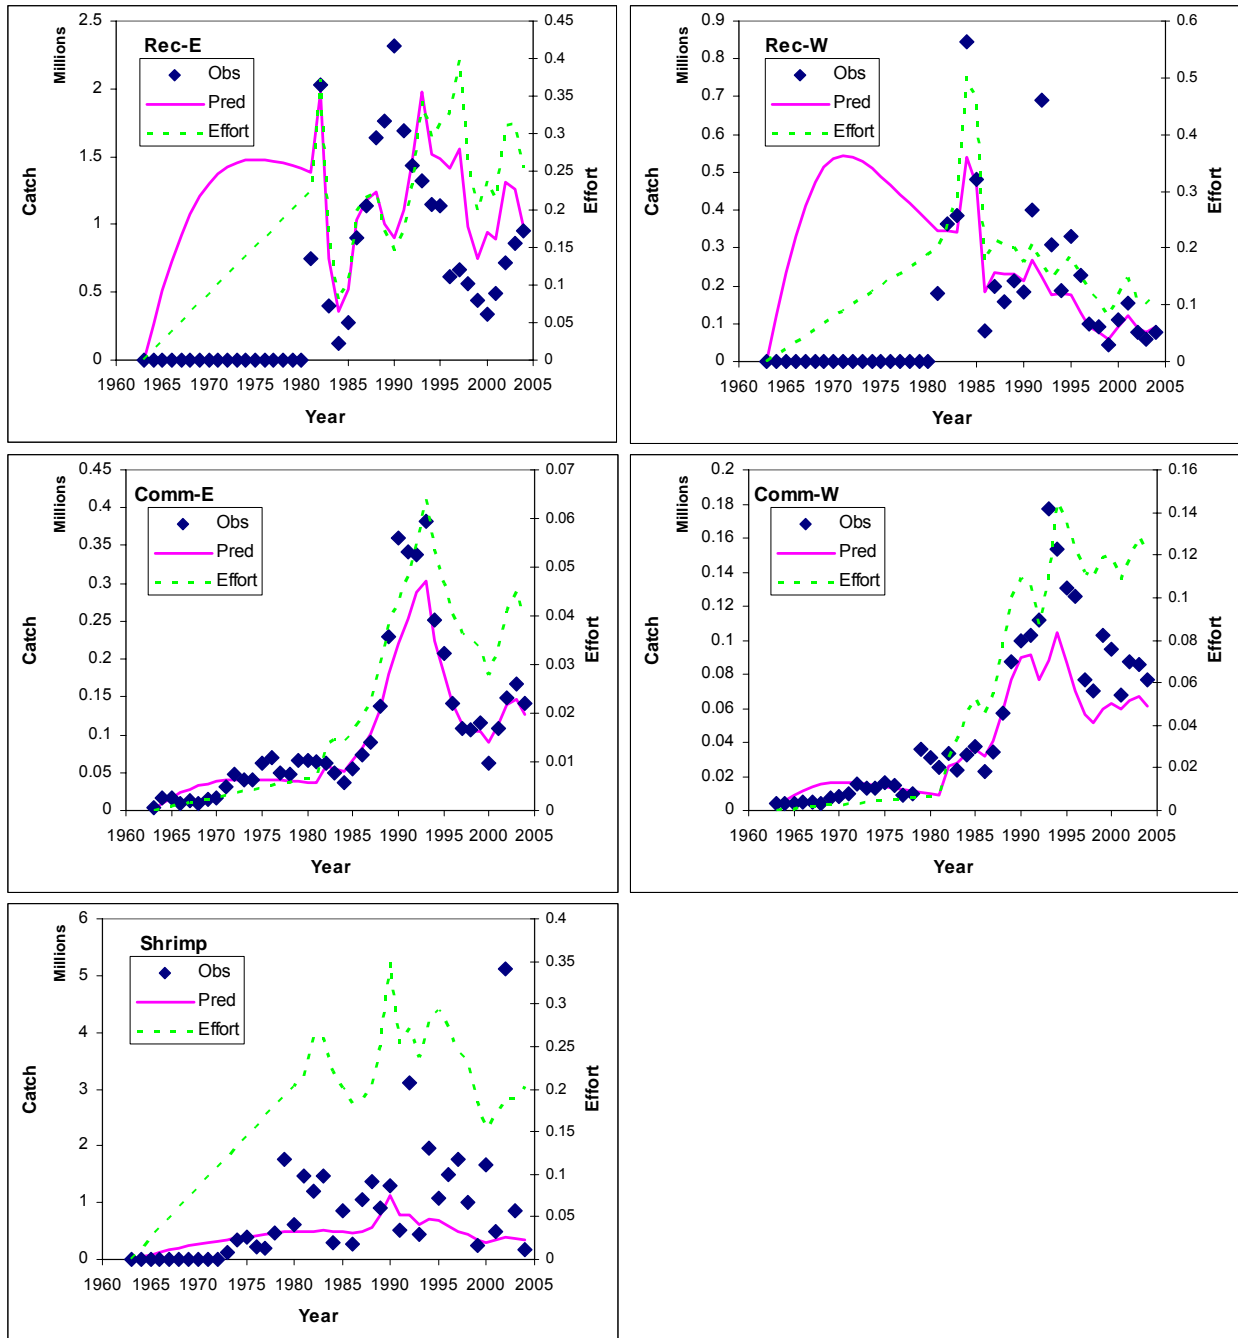 Rec-E
Millions
Catch
Effort
Obs
Pred
Effort
2.5
2
1.5
1
0.5
0
0.45
0.4
0.35
0.3
0.25
0.2
0.15
0.1
0.05
0
1960 1965 1970 1975 1980 1985 1990 1995 2000 2005
Year
Rec-W
Millions
Catch
Effort
Obs
Pred
Effort
0.9
0.8
0.7
0.6
0.5
0.4
0.3
0.2
0.1
0
0.6
0.5
0.4
0.3
0.2
0.1
0
1960 1965 1970 1975 1980 1985 1990 1995 2000 2005
Year
Comm-E
Millions
Catch
Effort
Obs
Pred
Effort
0.45
0.4
0.35
0.3
0.25
0.2
0.15
0.1
0.05
0
0.07
0.06
0.05
0.04
0.03
0.02
0.01
0
1960 1965 1970 1975 1980 1985 1990 1995 2000 2005
Year
Comm-W
Millions
Catch
Effort
Obs
Pred
Effort
0.2
0.18
0.16
0.14
0.12
0.1
0.08
0.06
0.04
0.02
0
0.16
0.14
0.12
0.1
0.08
0.06
0.04
0.02
0
1960 1965 1970 1975 1980 1985 1990 1995 2000 2005
Year
Shrimp
Millions
Catch
Effort
Obs
Pred
Effort
6
5
4
3
2
1
0
0.4
0.35
0.3
0.25
0.2
0.15
0.1
0.05
0
1960 1965 1970 1975 1980 1985 1990 1995 2000 2005
Year